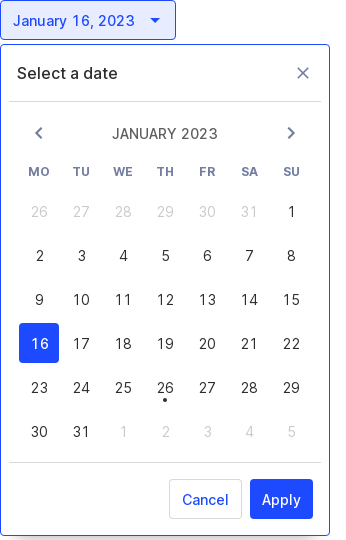 January 16, 2023
Select a date
JANUARY 2023
MO TU WE TH FR SA SU
26 27 28 29 30 31 1
2 3 4 5 6 7 8
9 10 11 12 13 14 15
16 17 18 19 20 21 22
23 24 25 26 27 28 29
30 31 1 2 3 4 5
Cancel Apply